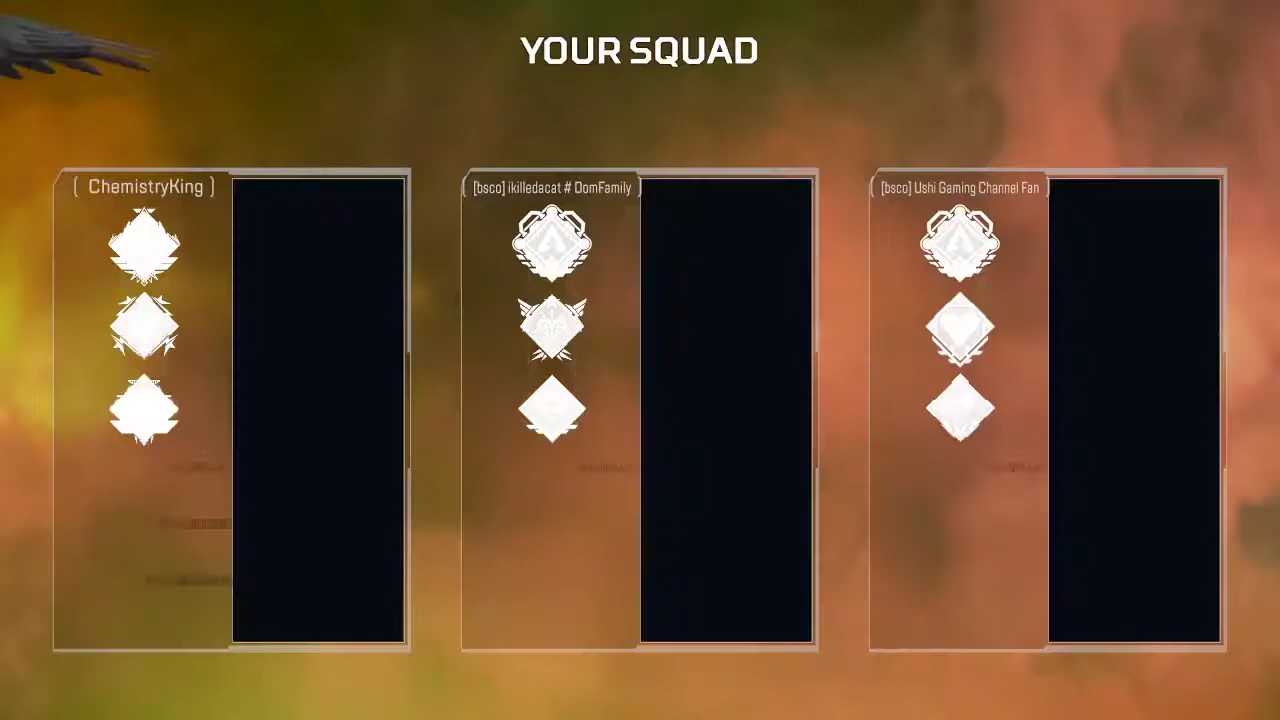 YOUR SQUAD
( ChemistryKing )
( [bsco] ikilledacat # DomFamily )
( [bsco] Ushi Gaming Channel Fan )